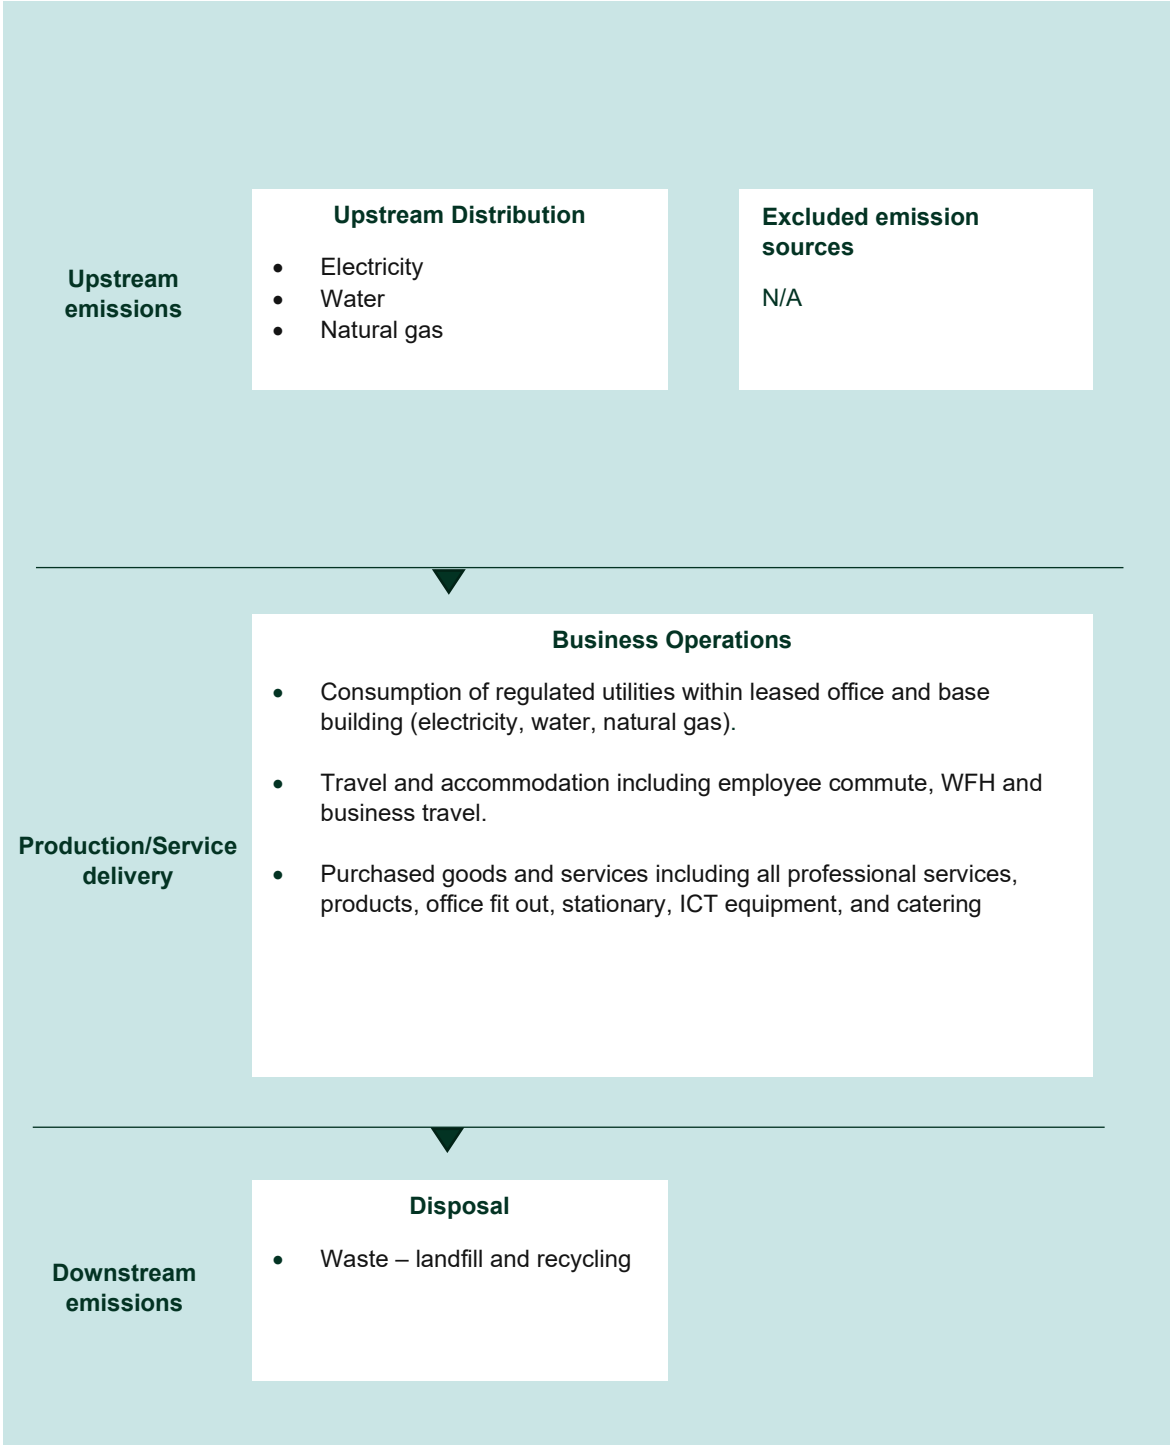 Upstream
emissions
Upstream Distribution
• Electricity
• Water
• Natural gas
Excluded emission
sources
N/A
Production/Service
delivery
Business Operations
• Consumption of regulated utilities within leased office and base
building (electricity, water, natural gas).
• Travel and accommodation including employee commute, WFH and
business travel.
• Purchased goods and services including all professional services,
products, office fit out, stationary, ICT equipment, and catering
Downstream
emissions
Disposal
• Waste – landfill and recycling